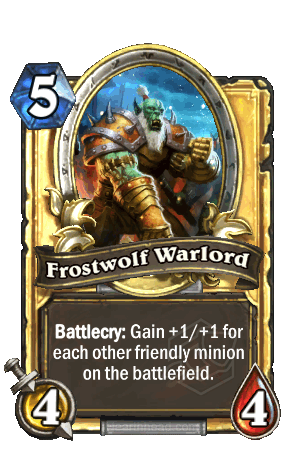 5
Frostwolf Warlord
Battlecry: Gain +1/+1 for
each other friendly minion
on the battlefield.
4
4